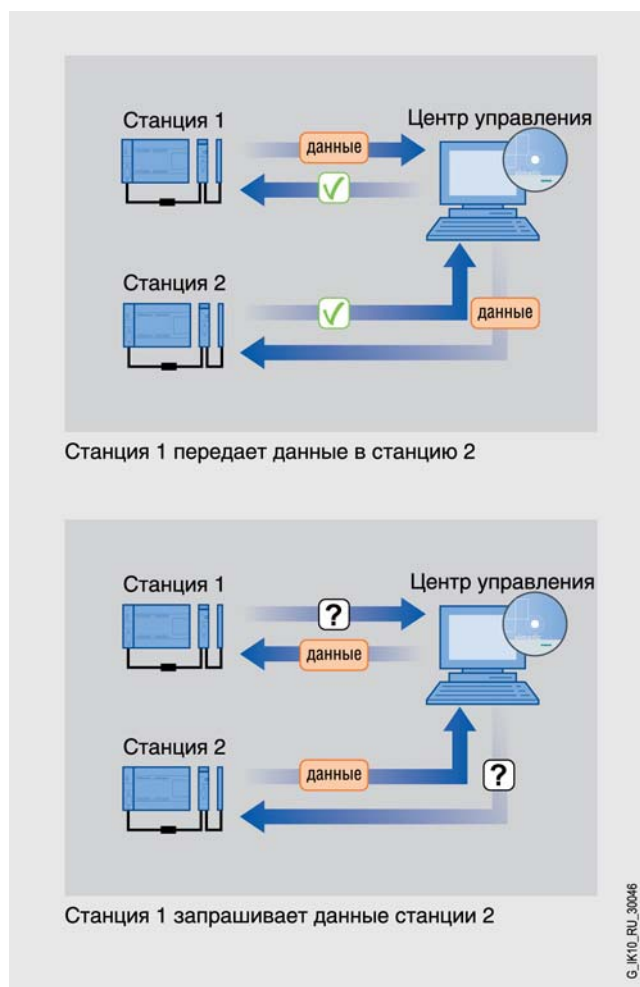 Станция 1
Центр управления
данные
Станция 2
данные
Станция 1 передает данные в станцию 2
Станция 1
Центр управления
?
данные
Станция 2
данные
?
Станция 1 запрашивает данные станции 2
G_IK10_RU_30046